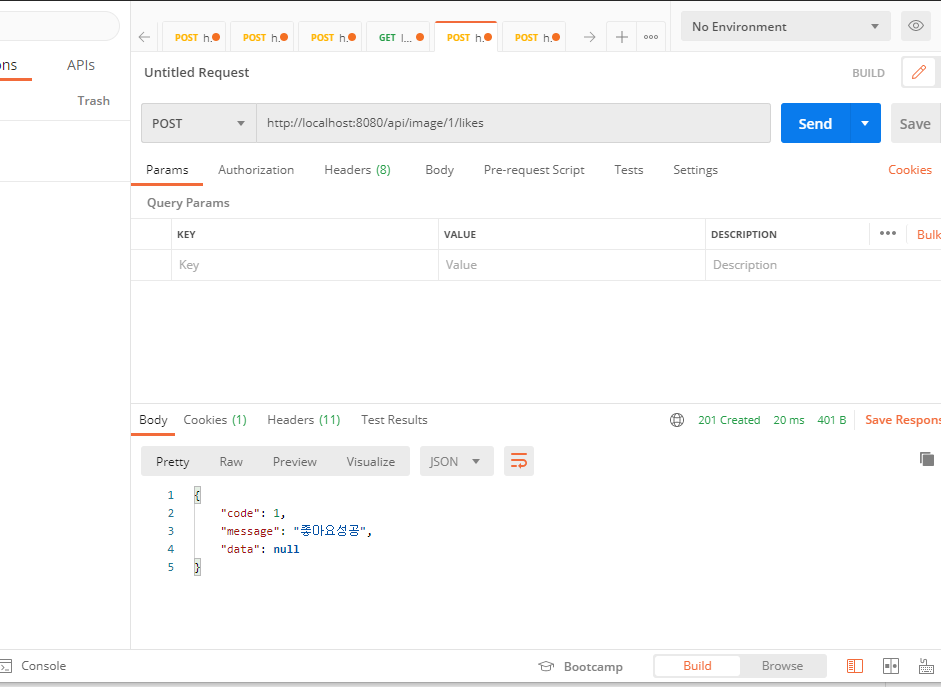 POST h.
POST h.
POST h.
GET l...
POST h.
POST h.
No Environment
ns
APIs
Trash
Untitled Request
BUILD
POST
http://localhost:8080/api/image/1/likes
Send
Save
Params
Authorization
Headers (8)
Body
Pre-request Script
Tests
Settings
Cookies
Query Params
KEY
VALUE
DESCRIPTION
Bulk
Key
Value
Description
Body
Cookies (1)
Headers (11)
Test Results
201 Created
20 ms
401 B
Save Respons
Pretty
Raw
Preview
Visualize
JSON
1 {
2 "code": 1,
3 "message": "좋아요성공",
4 "data": null
5 }
Console
Bootcamp
Build
Browse